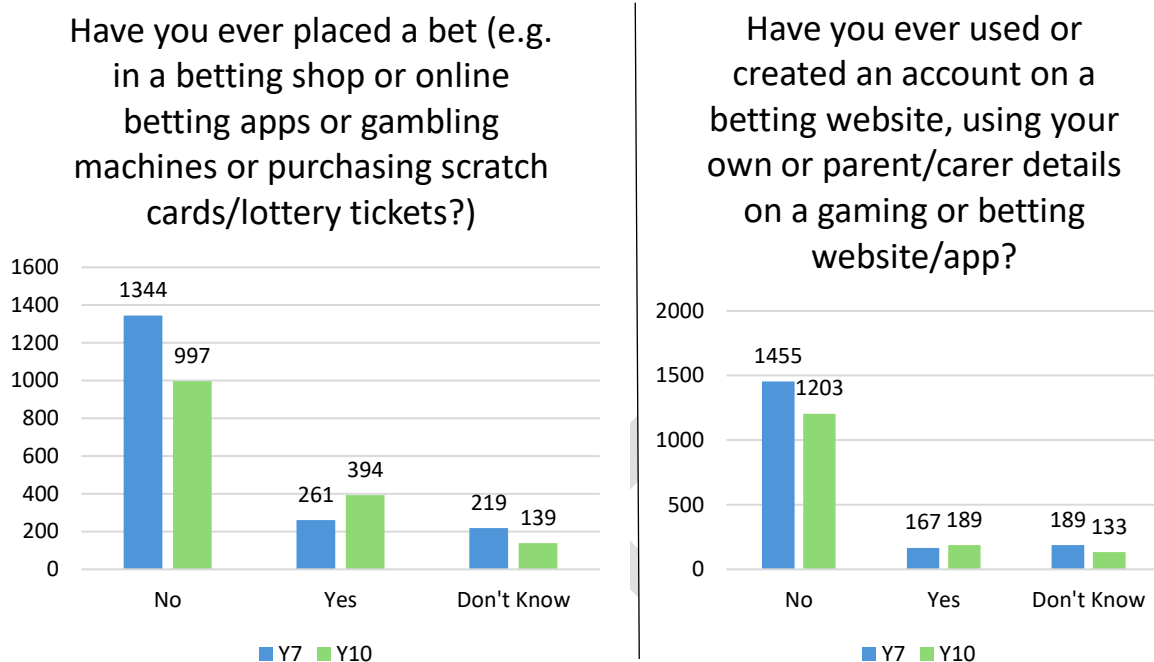 Have you ever placed a bet (e.g.
in a betting shop or online
betting apps or gambling
machines or purchasing scratch
cards/lottery tickets?)
1600
1400
1200
1000
800
600
400
200
0
1344
997
261
394
219
139
No
Yes
Don't Know
Y7
Y10
Have you ever used or
created an account on a
betting website, using your
own or parent/carer details
on a gaming or betting
website/app?
2000
1500
1000
500
0
1455
1203
167
189
189
133
No
Yes
Don't Know
Y7
Y10